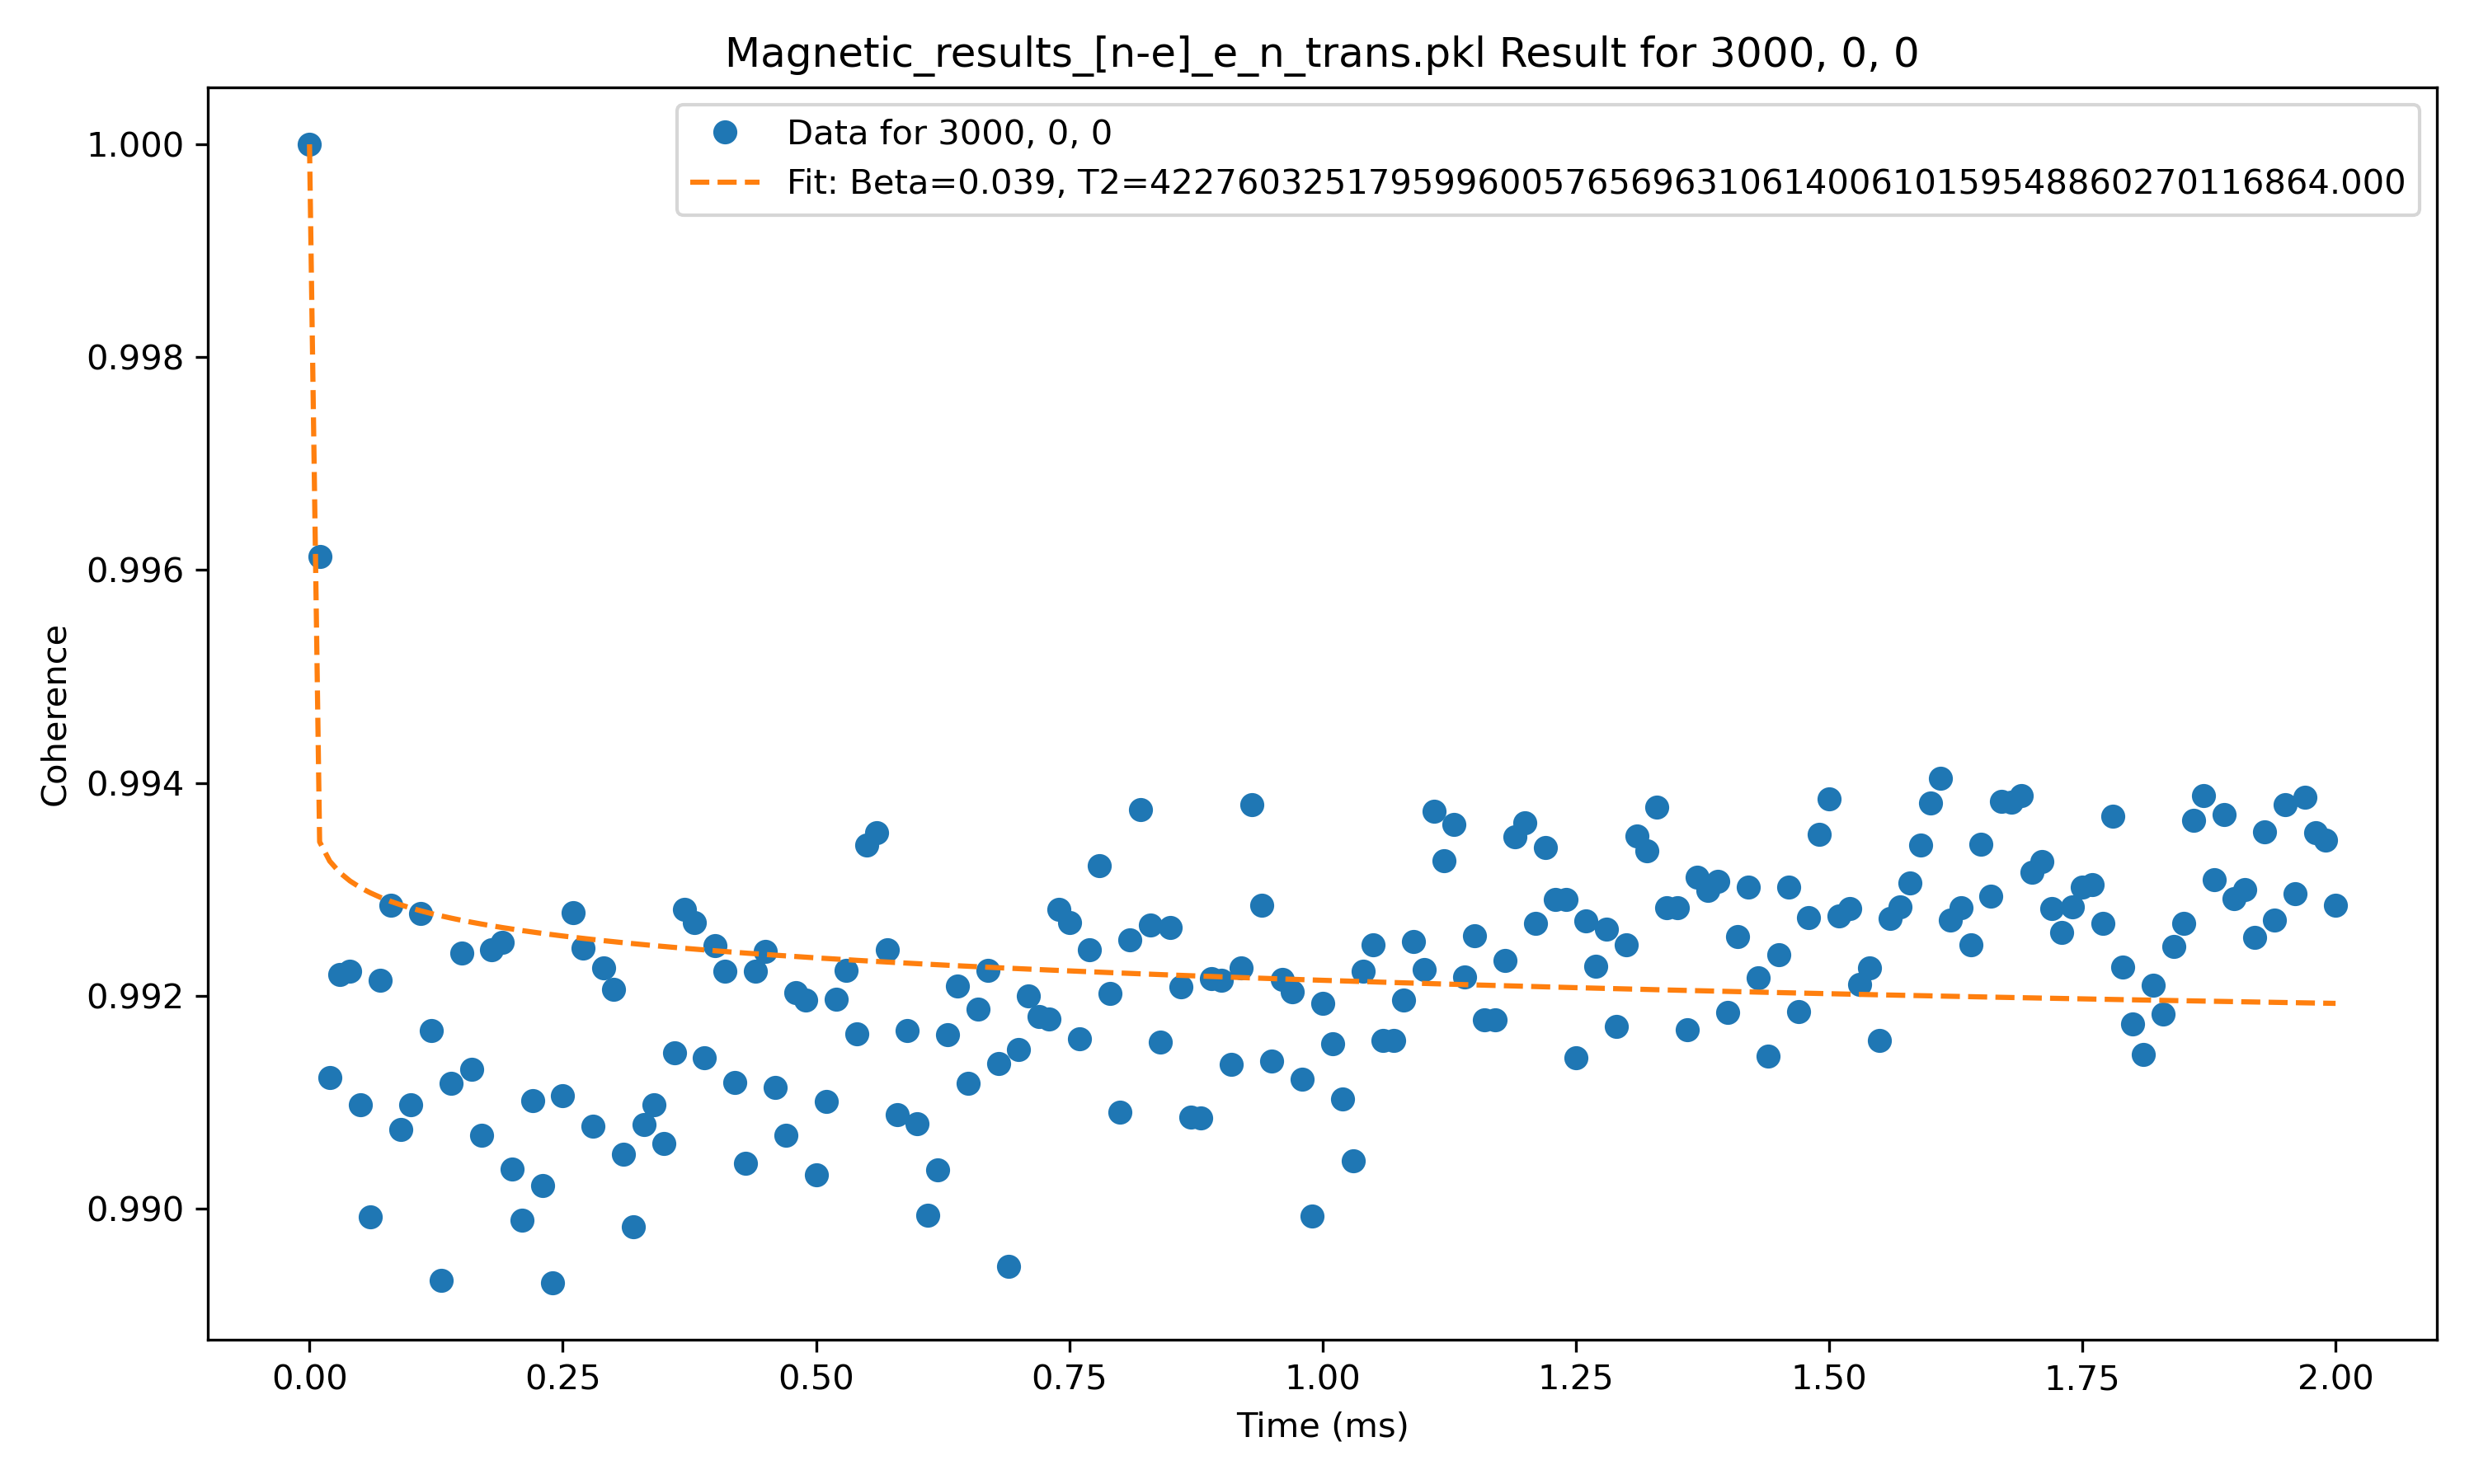 Magnetic_results_[n-e]_e_n_trans.pkl Result for 3000, 0, 0
Data for 3000, 0, 0
Fit: Beta=0.039, T2=42276032517959960057656963106140061015954886027011​6864.000
1.000
0.998
0.996
0.994
0.992
0.990
Coherence
0.00 0.25 0.50 0.75 1.00 1.25 1.50 1.75 2.00
Time (ms)